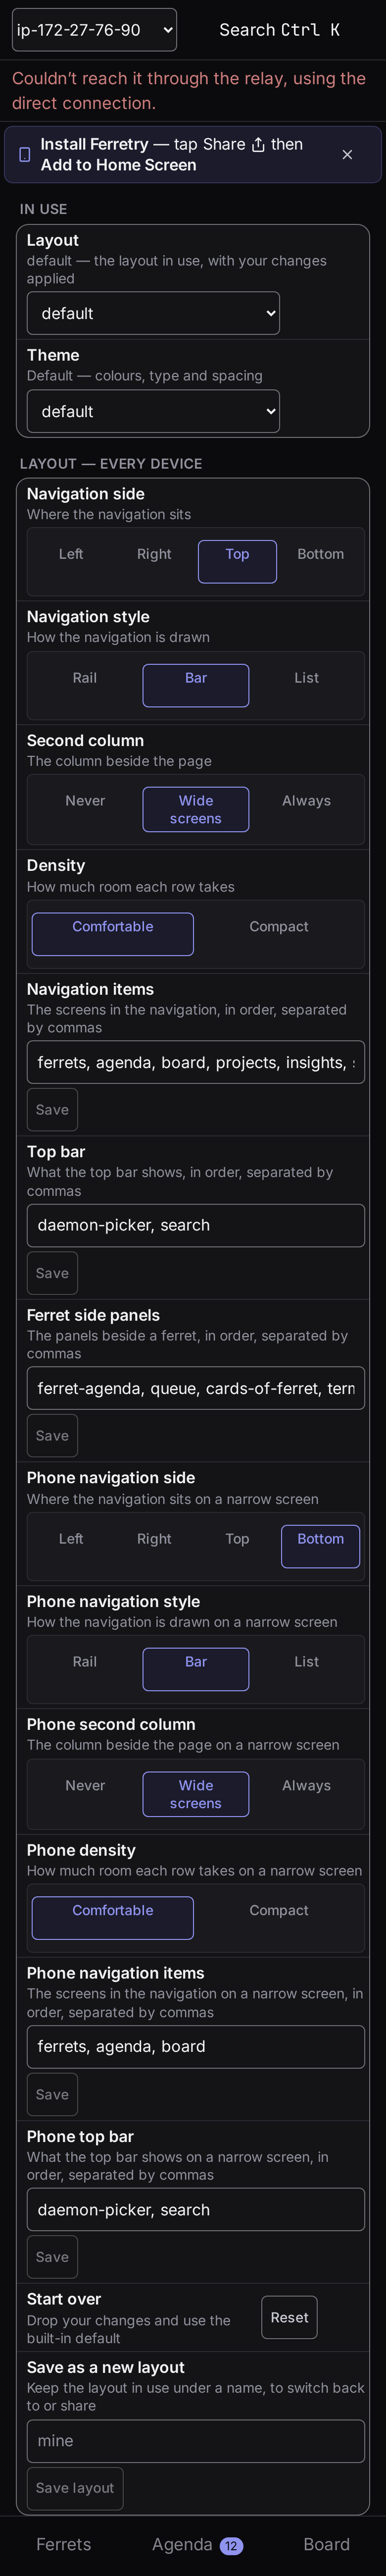 ip-172-27-76-90
Search Ctrl K
Couldn’t reach it through the relay, using the
direct connection.
Install Ferretry — tap Share then
Add to Home Screen
IN USE
Layout
default — the layout in use, with your changes
applied
default
Theme
Default — colours, type and spacing
default
LAYOUT — EVERY DEVICE
Navigation side
Where the navigation sits
Left Right Top Bottom
Navigation style
How the navigation is drawn
Rail Bar List
Second column
The column beside the page
Never Wide screens Always
Density
How much room each row takes
Comfortable Compact
Navigation items
The screens in the navigation, in order, separated
by commas
ferrets, agenda, board, projects, insights,
Save
Top bar
What the top bar shows, in order, separated by
commas
daemon-picker, search
Save
Ferret side panels
The panels beside a ferret, in order, separated by
commas
ferret-agenda, queue, cards-of-ferret,
Save
Phone navigation side
Where the navigation sits on a narrow screen
Left Right Top Bottom
Phone navigation style
How the navigation is drawn on a narrow screen
Rail Bar List
Phone second column
The column beside the page on a narrow screen
Never Wide screens Always
Phone density
How much room each row takes on a narrow screen
Comfortable Compact
Phone navigation items
The screens in the navigation on a narrow screen, in
order, separated by commas
ferrets, agenda, board
Save
Phone top bar
What the top bar shows on a narrow screen, in
order, separated by commas
daemon-picker, search
Save
Start over
Drop your changes and use the
built-in default
Reset
Save as a new layout
Keep the layout in use under a name, to switch back
to or share
mine
Save layout
Ferrets Agenda 12 Board